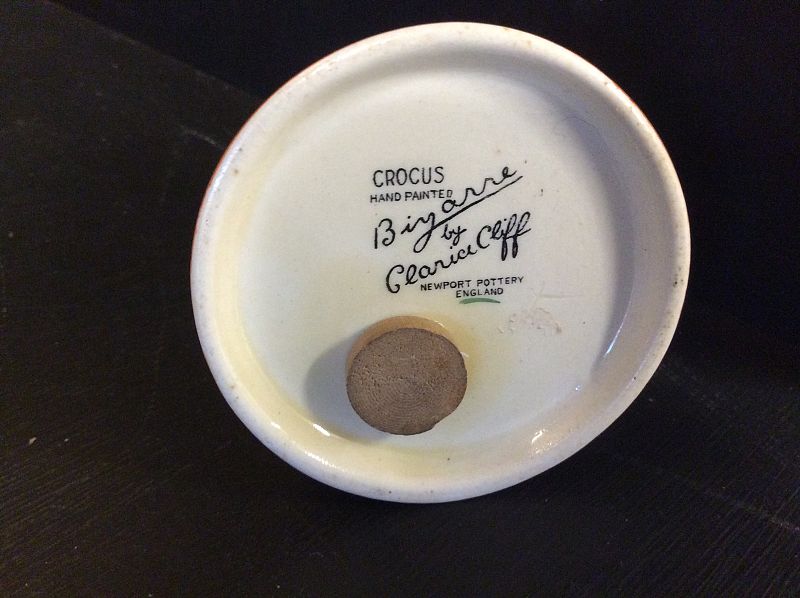 CROCUS
HAND PAINTED
Bizarre
by
Clarice Cliff
NEWPORT POTTERY
ENGLAND